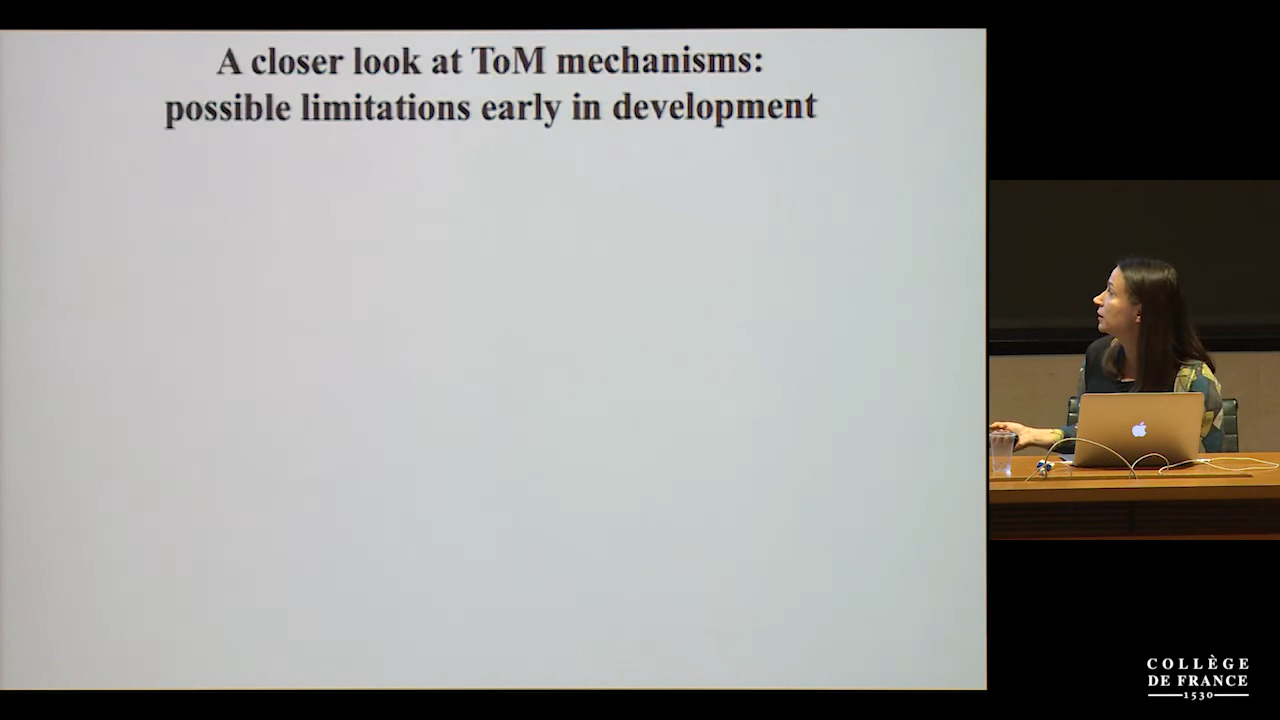 A closer look at ToM mechanisms:
possible limitations early in development
COLLÈGE
DE FRANCE
1530